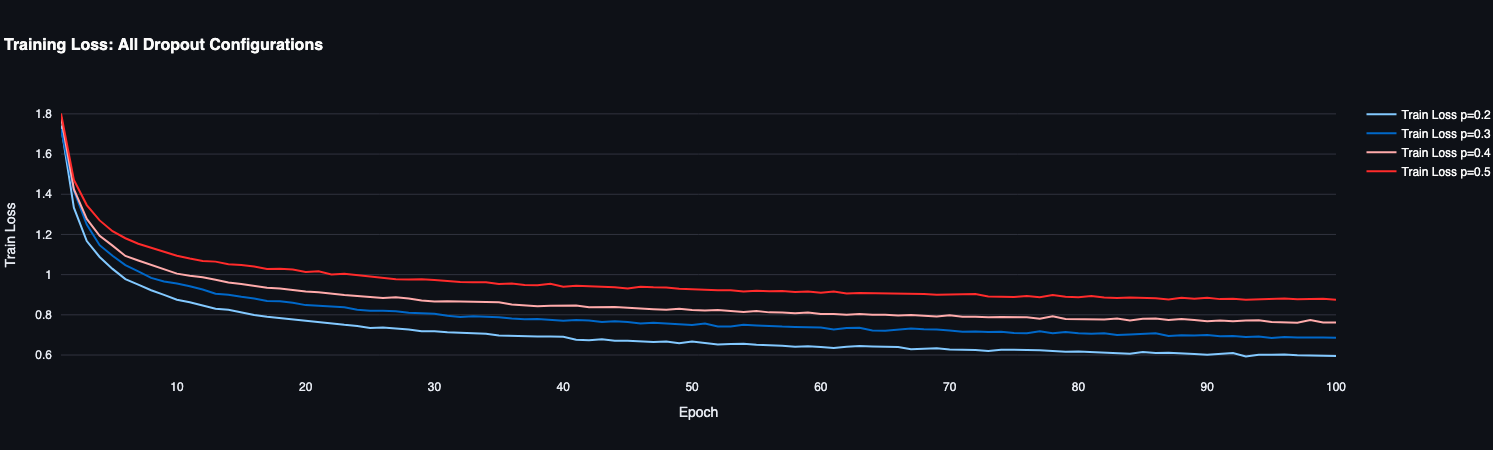 Training Loss: All Dropout Configurations
1.8
1.6
1.4
1.2
1
0.8
0.6
Train Loss
10
20
30
40
50
60
70
80
90
100
Epoch
Train Loss p=0.2
Train Loss p=0.3
Train Loss p=0.4
Train Loss p=0.5